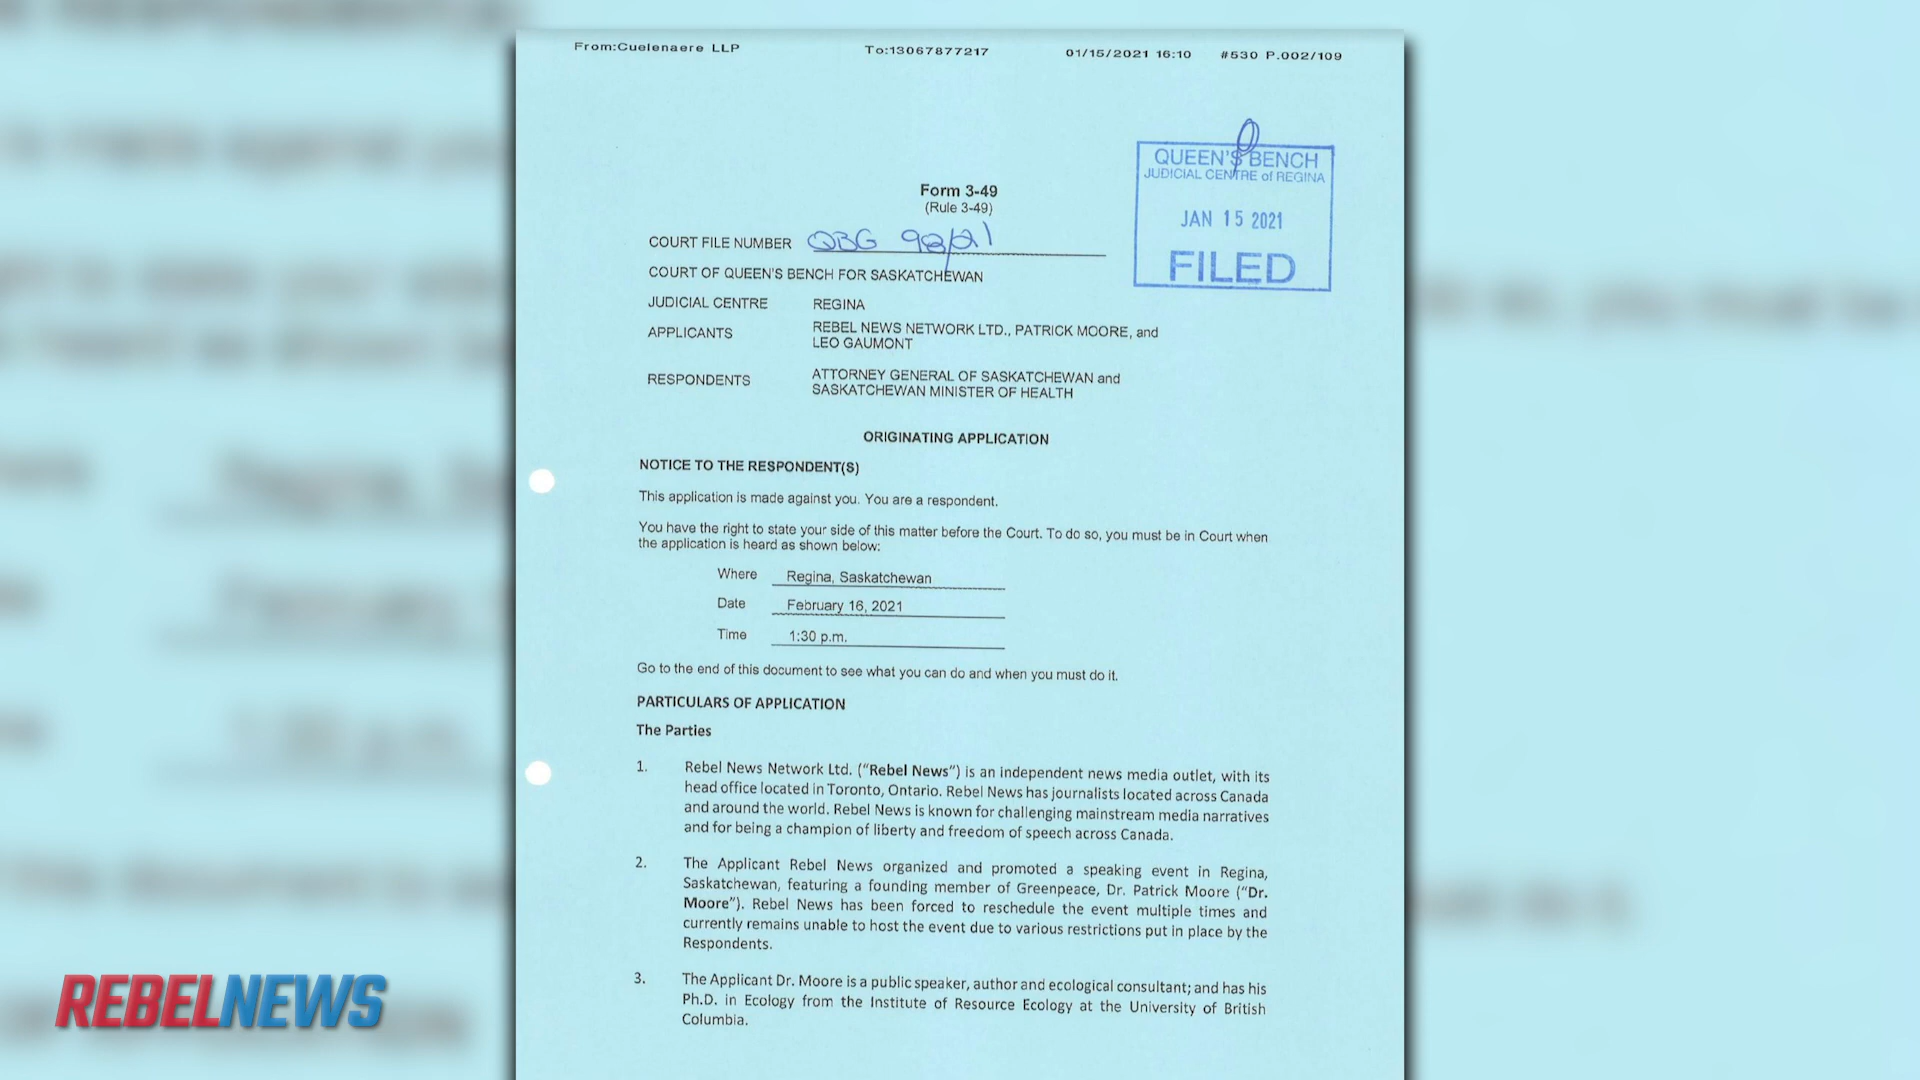 From:Cuelenaere LLP To:13067877217 01/15/2021 16:10 #530 P.002/109
QUEEN'S BENCH
JUDICIAL CENTRE of REGINA
JAN 15 2021
FILED
Form 3-49
(Rule 3-49)
COURT FILE NUMBER QBG 98/21
COURT OF QUEEN'S BENCH FOR SASKATCHEWAN
JUDICIAL CENTRE REGINA
APPLICANTS REBEL NEWS NETWORK LTD., PATRICK MOORE, and
LEO GAUMONT
RESPONDENTS ATTORNEY GENERAL OF SASKATCHEWAN and
SASKATCHEWAN MINISTER OF HEALTH
ORIGINATING APPLICATION
NOTICE TO THE RESPONDENT(S)
This application is made against you. You are a respondent.
You have the right to state your side of this matter before the Court. To do so, you must be in Court when
the application is heard as shown below:
Where Regina, Saskatchewan
Date February 16, 2021
Time 1:30 p.m.
Go to the end of this document to see what you can do and when you must do it.
PARTICULARS OF APPLICATION
The Parties
1. Rebel News Network Ltd. (“Rebel News”) is an independent news media outlet, with its
head office located in Toronto, Ontario. Rebel News has journalists located across Canada
and around the world. Rebel News is known for challenging mainstream media narratives
and for being a champion of liberty and freedom of speech across Canada.
2. The Applicant Rebel News organized and promoted a speaking event in Regina,
Saskatchewan, featuring a founding member of Greenpeace, Dr. Patrick Moore (“Dr.
Moore”). Rebel News has been forced to reschedule the event multiple times and
currently remains unable to host the event due to various restrictions put in place by the
Respondents.
3. The Applicant Dr. Moore is a public speaker, author and ecological consultant; and has his
Ph.D. in Ecology from the Institute of Resource Ecology at the University of British
Columbia.
REBELNEWS